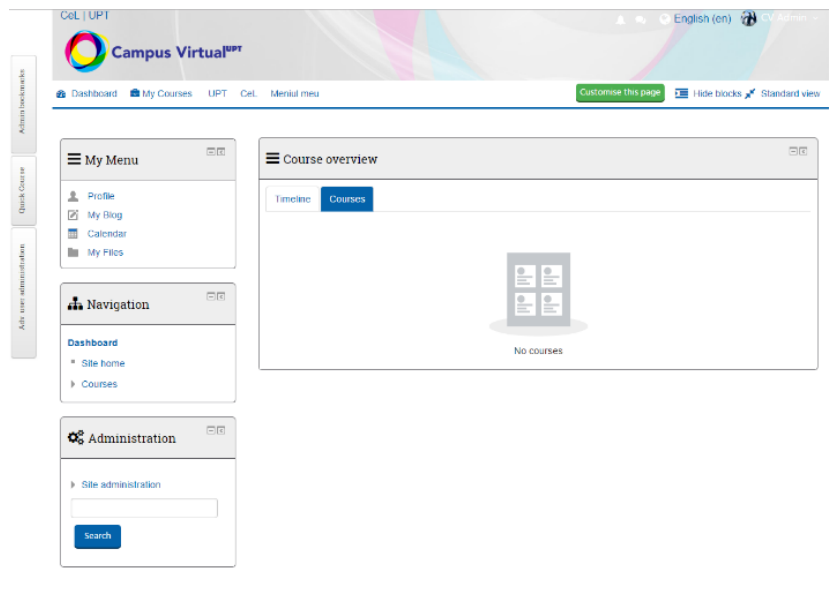 CeL | UPT
English (en) CV Admin
Campus Virtual UPT
Dashboard My Courses UPT CeL Meniul meu
Customise this page Hide blocks Standard view
Admin bookmarks
Quick Course
Adv user administration
My Menu
Profile
My Blog
Calendar
My Files
Navigation
Dashboard
Site home
Courses
Administration
Site administration
Search
Course overview
Timeline Courses
No courses